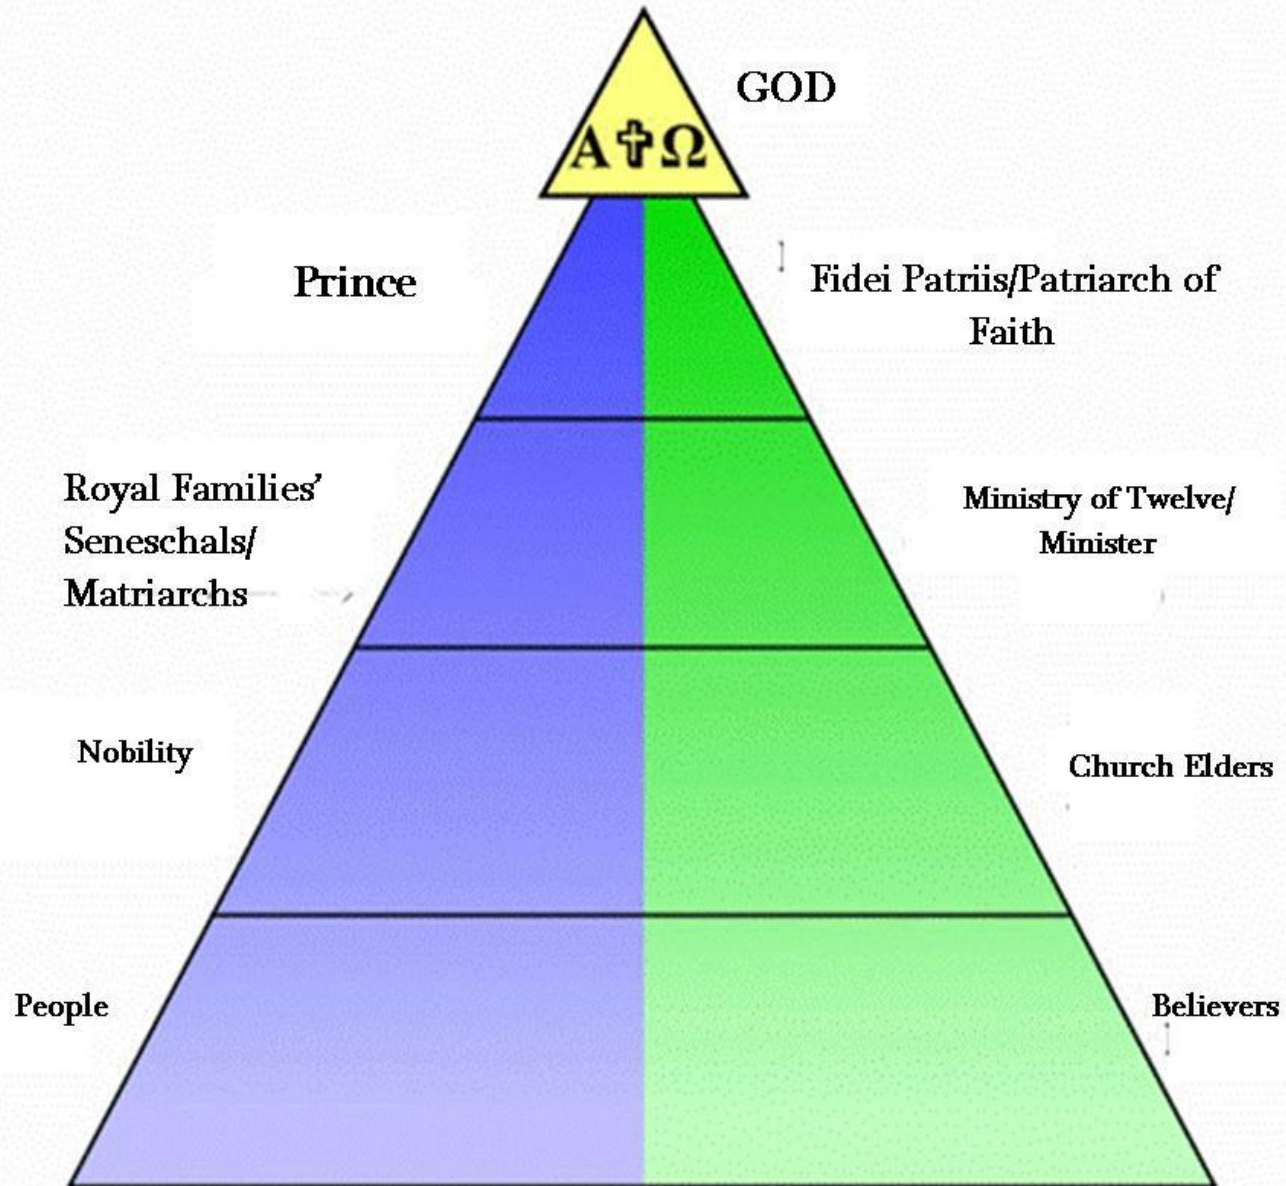 GOD
Α✞Ω
Prince
Fidei Patriis/Patriarch of
Faith
Royal Families’
Seneschals/
Matriarchs
Ministry of Twelve/
Minister
Nobility
Church Elders
People
Believers